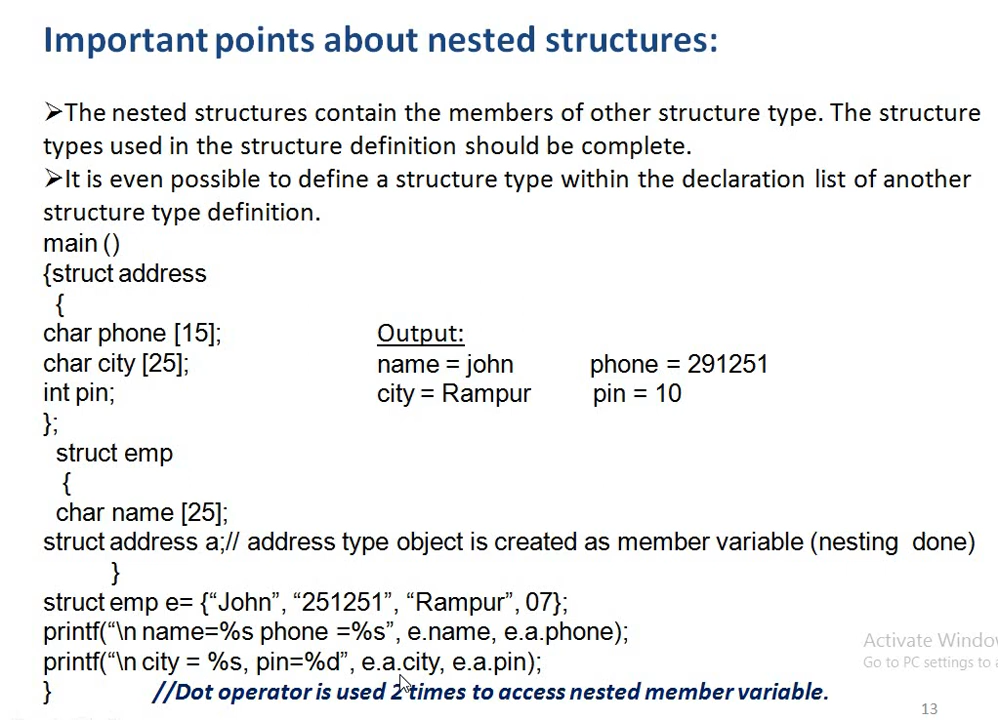 Important points about nested structures:
➢The nested structures contain the members of other structure type. The structure
types used in the structure definition should be complete.
➢It is even possible to define a structure type within the declaration list of another
structure type definition.
main ()
{struct address
{
char phone [15];
Output:
char city [25];
name = john phone = 291251
int pin;
city = Rampur pin = 10
};
struct emp
{
char name [25];
struct address a;// address type object is created as member variable (nesting done)
}
struct emp e= {“John”, “251251”, “Rampur”, 07};
printf(“\n name=%s phone =%s”, e.name, e.a.phone);
printf(“\n city = %s, pin=%d”, e.a.city, e.a.pin);
} //Dot operator is used 2 times to access nested member variable.
Activate Window
Go to PC settings to a
13